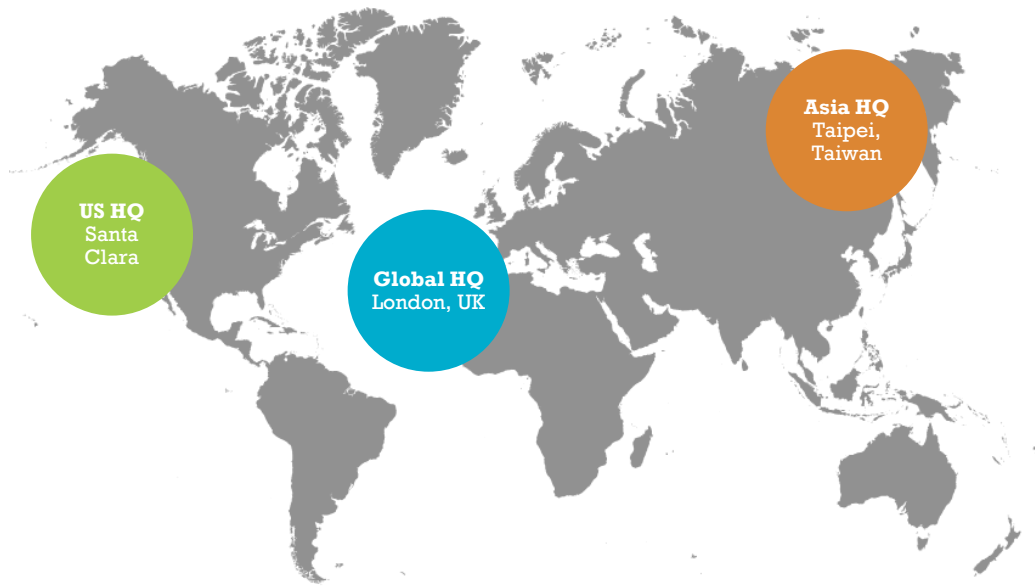 US HQ
Santa
Clara
Global HQ
London, UK
Asia HQ
Taipei,
Taiwan